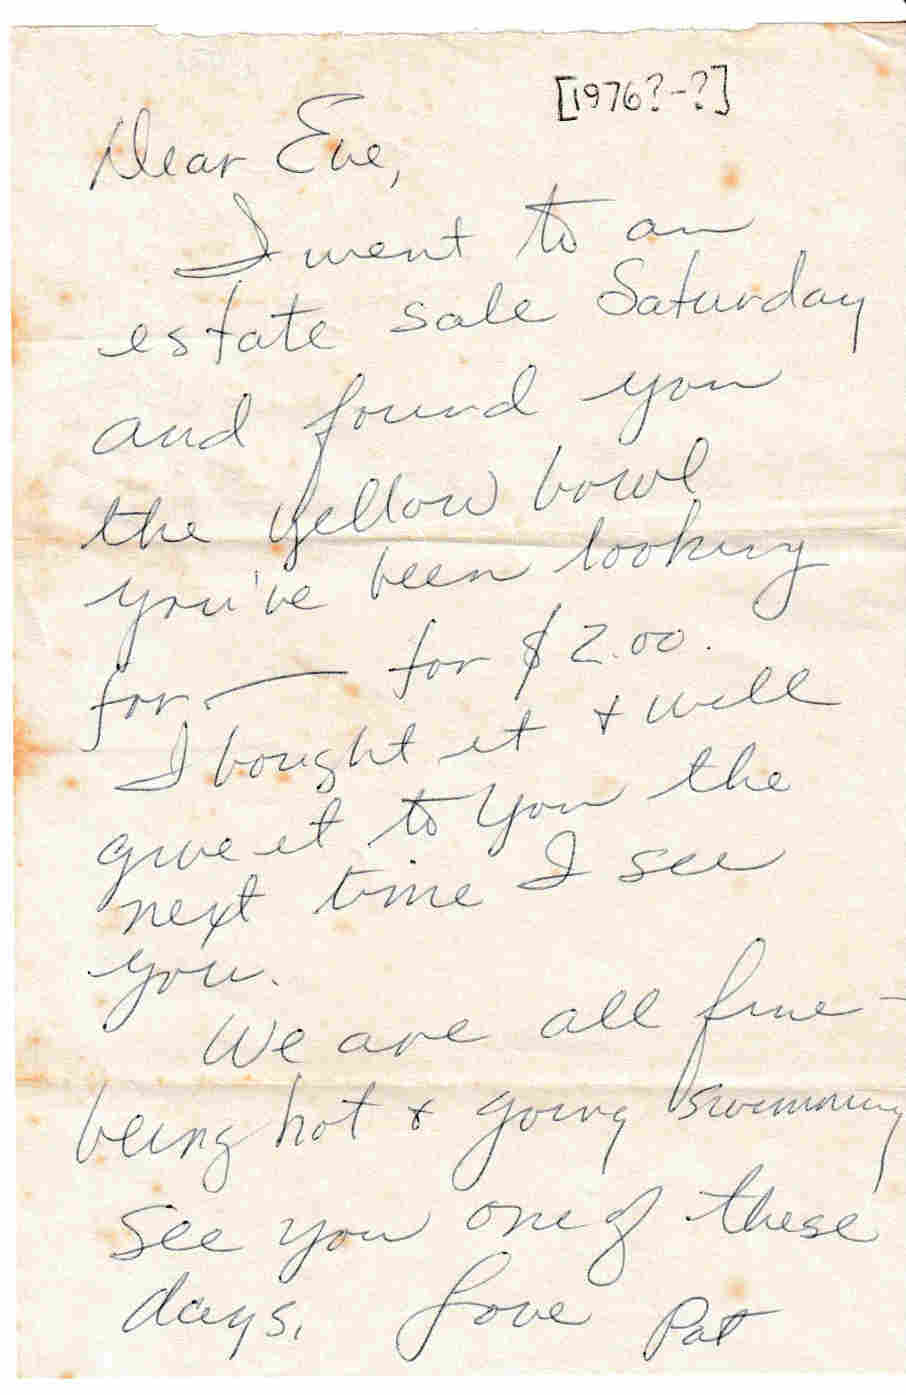 [1976?-?]
Dear Eve,
I went to an
estate sale Saturday
and found you
the yellow bowl
you've been looking
for — for $2.00.
I bought it & will
give it to you the
next time I see
you.
We are all fine -
being hot & going swimming
See you one of these
days. Love Pat